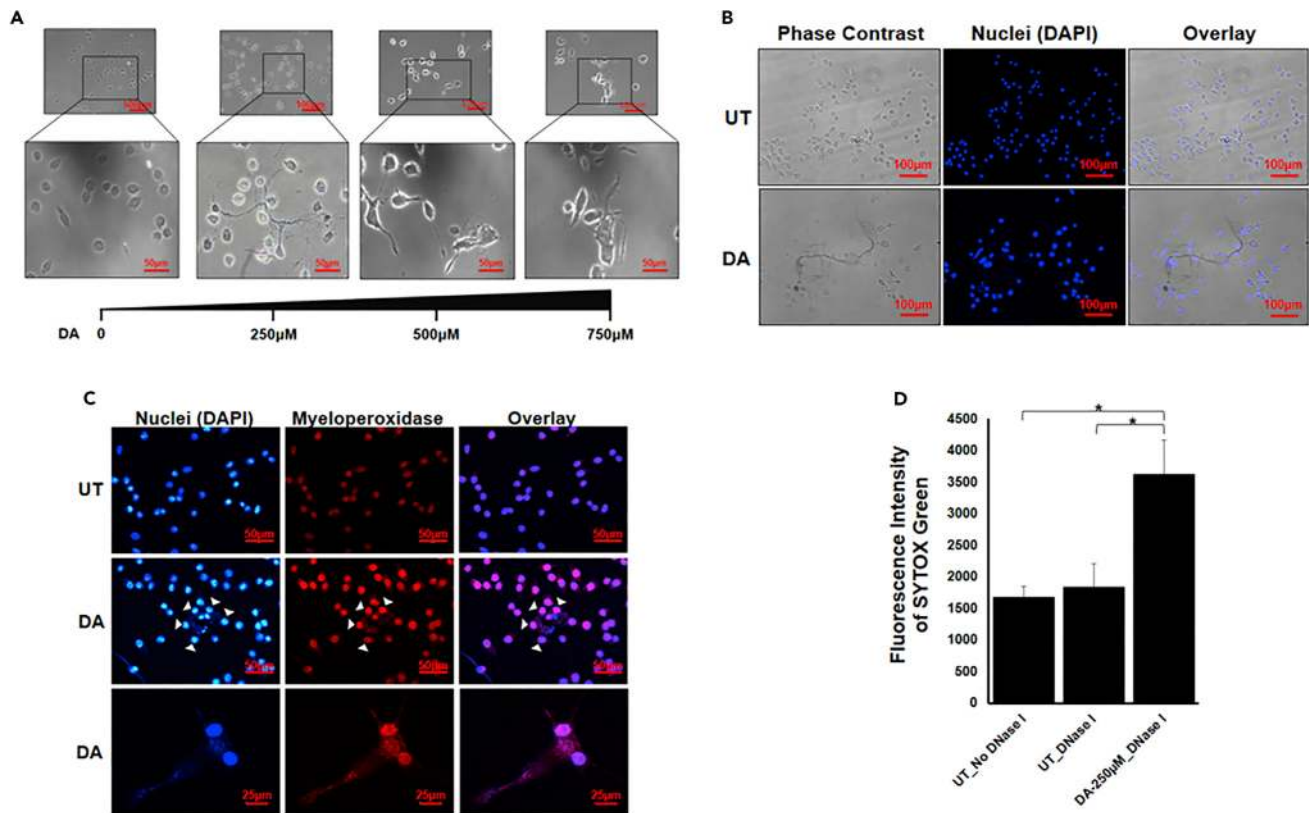 A
100μm
100μm
50μm
50μm
50μm
50μm
DA
0
250μM
500μM
750μM
B
Phase Contrast
Nuclei (DAPI)
Overlay
UT
100μm
100μm
100μm
DA
100μm
100μm
100μm
C
Nuclei (DAPI)
Myeloperoxidase
Overlay
UT
50μm
50μm
50μm
DA
50μm
50μm
50μm
DA
25μm
25μm
25μm
D
Fluorescence Intensity
of SYTOX Green
4500
4000
3500
3000
2500
2000
1500
1000
500
0
*
*
UT_No DNase I
UT_DNase I
DA-250μM_DNase I